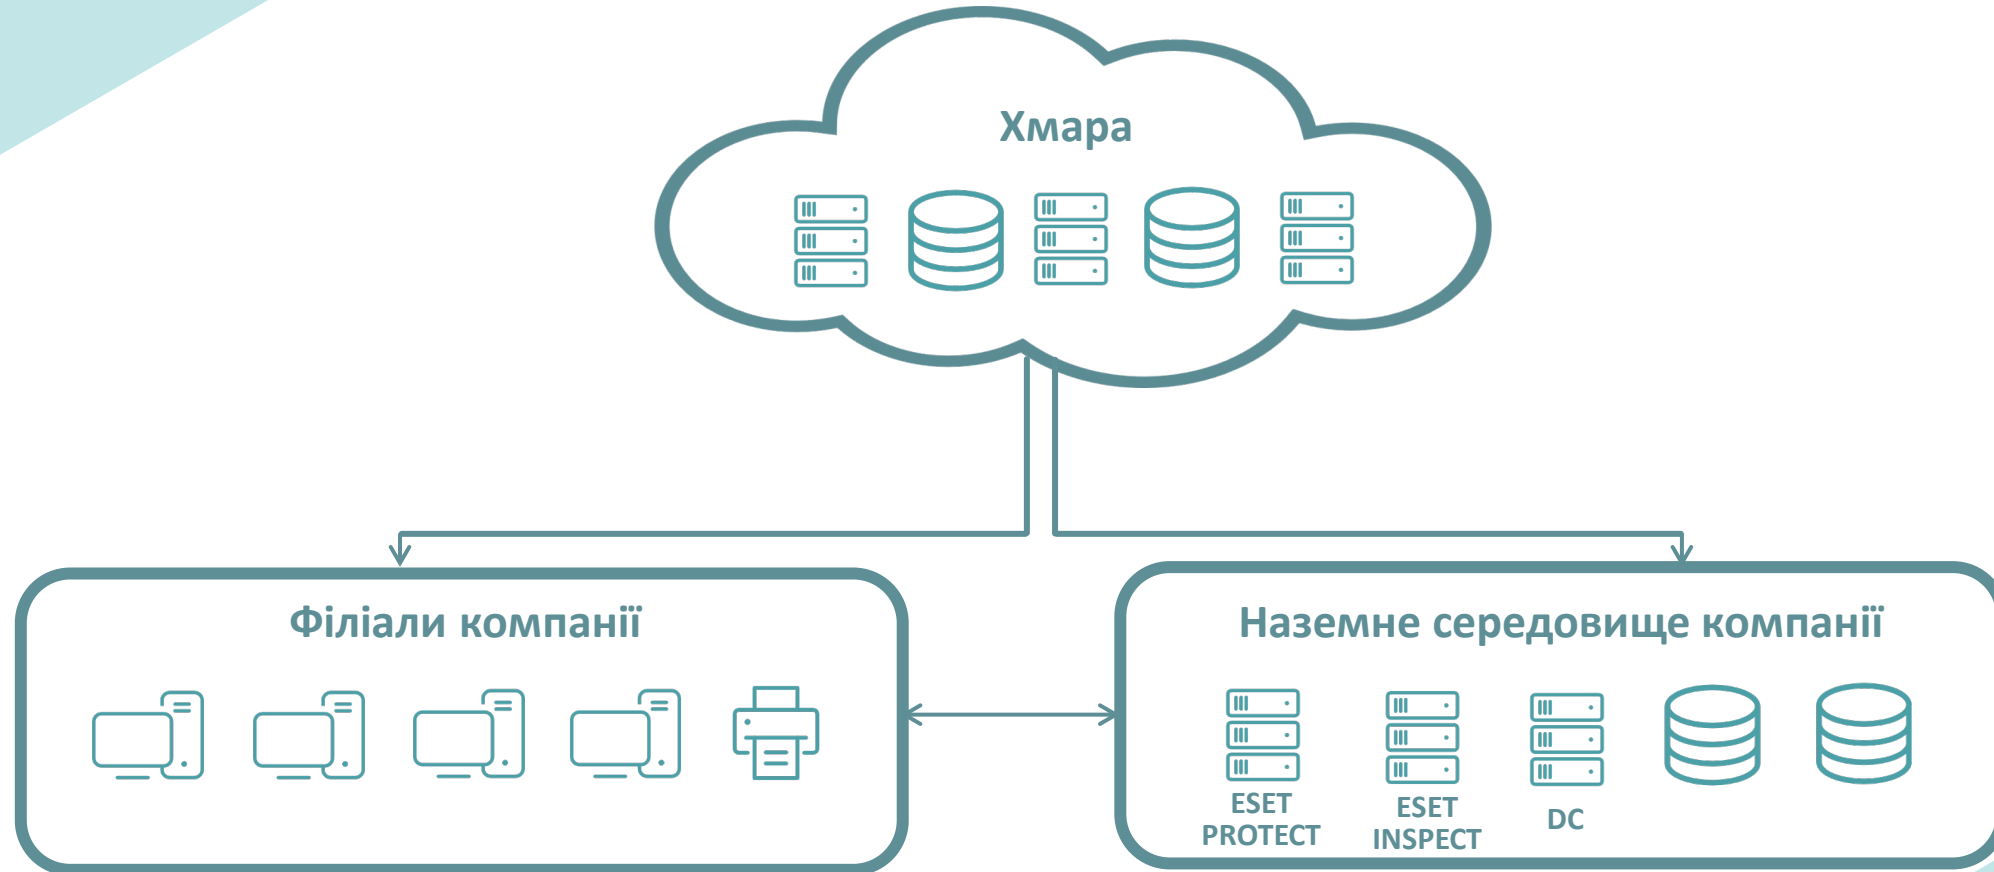 Хмара
Філіали компанії
Наземне середовище компанії
ESET
PROTECT
ESET
INSPECT
DC